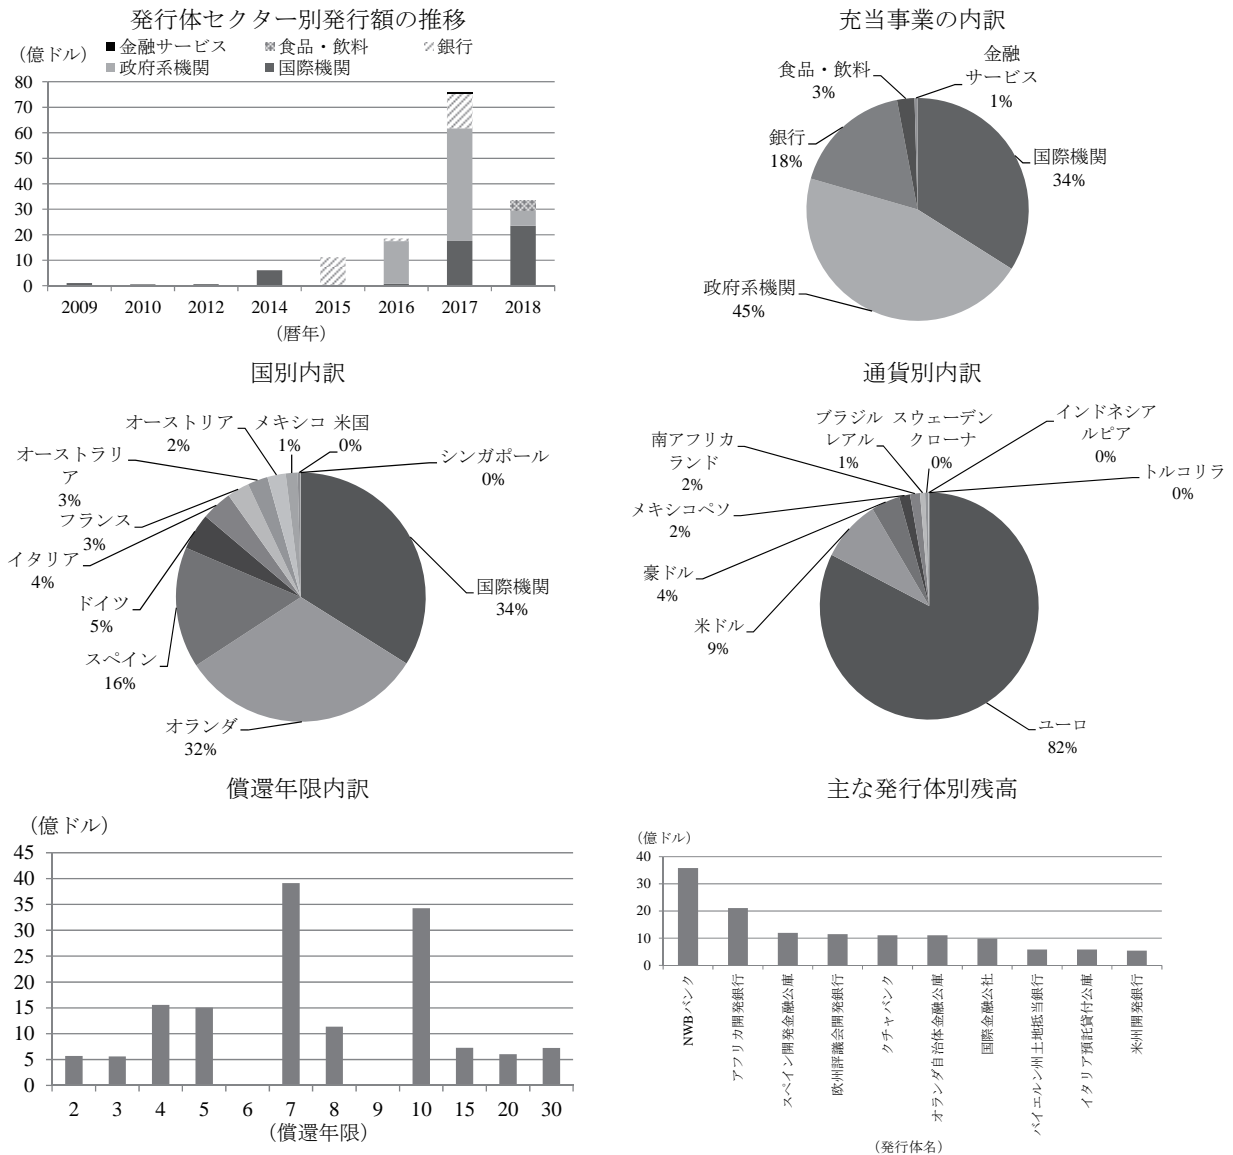 発行体セクター別発行額の推移
（億ドル）
■金融サービス
食品・飲料
銀行
政府系機関
国際機関
80
70
60
50
40
30
20
10
0
2009 2010 2012 2014 2015 2016 2017 2018
（暦年）
充当事業の内訳
金融
サービス
1%
食品・飲料
3%
銀行
18%
国際機関
34%
政府系機関
45%
国別内訳
オーストリア
2%
メキシコ
1%
米国
0%
シンガポール
0%
オーストラリ
ア
3%
フランス
3%
イタリア
4%
ドイツ
5%
スペイン
16%
オランダ
32%
国際機関
34%
通貨別内訳
ブラジル
レアル
1%
スウェーデン
クローナ
0%
インドネシア
ルピア
0%
トルコリラ
0%
南アフリカ
ランド
2%
メキシコペソ
2%
豪ドル
4%
米ドル
9%
ユーロ
82%
償還年限内訳
（億ドル）
45
40
35
30
25
20
15
10
5
0
2 3 4 5 6 7 8 9 10 15 20 30
（償還年限）
主な発行体別残高
（億ドル）
40
30
20
10
0
NWBバンク
アフリカ開発銀行
スペイン開発金融公庫
欧州評議会開発銀行
クチャバンク
オランダ自治体金融公庫
国際金融公社
バイエルン州土地抵当銀行
イタリア預託貸付公庫
米州開発銀行
（発行体名）